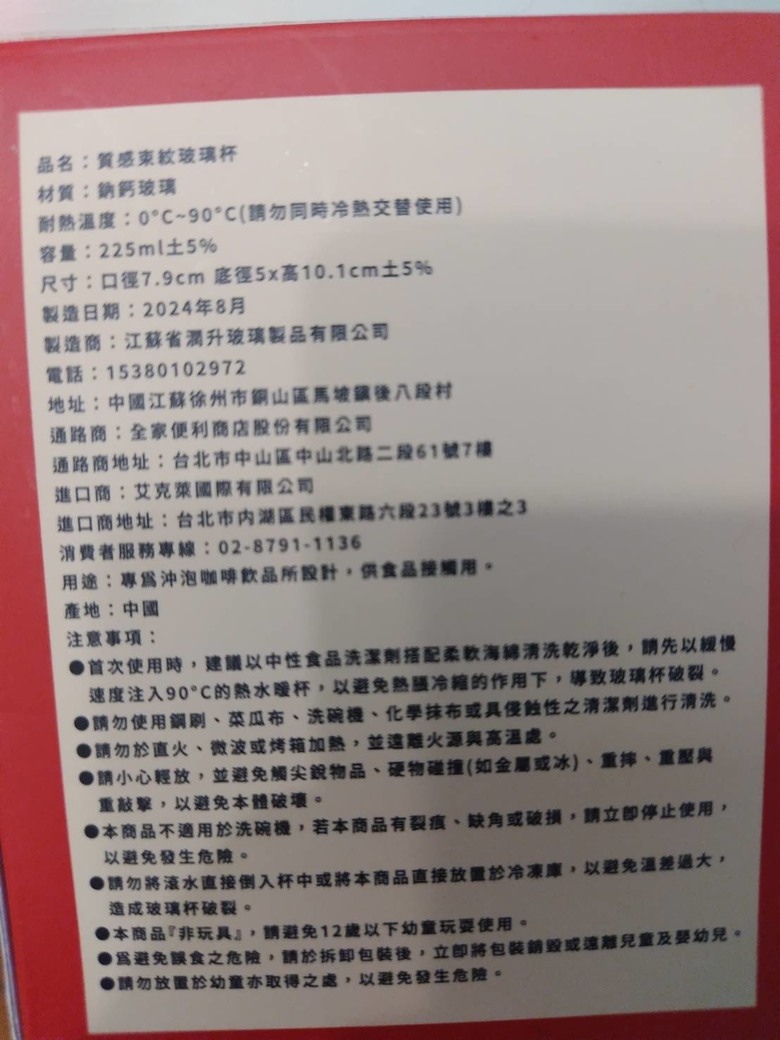 品名：質感束紋玻璃杯
材質：鈉鈣玻璃
耐熱溫度：0°C~90°C(請勿同時冷熱交替使用)
容量：225ml土5%
尺寸：口徑7.9cm 底徑5x高10.1cm土5%
製造日期：2024年8月
製造商：江蘇省潤升玻璃製品有限公司
電話：15380102972
地址：中國江蘇徐州市銅山區馬坡鎮後八段村
通路商：全家便利商店股份有限公司
通路商地址：台北市中山區中山北路二段61號7樓
進口商：艾克萊國際有限公司
進口商地址：台北市內湖區民權東路六段23號3樓之3
消費者服務專線：02-8791-1136
用途：專為沖泡咖啡飲品所設計，供食品接觸用。
產地：中國
注意事項：
●首次使用時，建議以中性食品洗潔劑搭配柔軟海綿清洗乾淨後，請先以緩慢
速度注入90°C的熱水暖杯，以避免熱脹冷縮的作用下，導致玻璃杯破裂。
●請勿使用鋼刷、菜瓜布、洗碗機、化學抹布或具侵蝕性之清潔劑進行清洗。
●請勿於直火、微波或烤箱加熱，並遠離火源與高溫處。
●請小心輕放，並避免觸尖銳物品、硬物碰撞(如金屬或冰)、重摔、重壓與
重敲擊，以避免本體破壞。
●本商品不適用於洗碗機，若本商品有裂痕、缺角或破損，請立即停止使用，
以避免發生危險。
●請勿將滾水直接倒入杯中或將本商品直接放置於冷凍庫，以避免溫差過大，
造成玻璃杯破裂。
●本商品『非玩具』，請避免12歲以下幼童玩耍使用。
●為避免誤食之危險，請於拆卸包裝後，立即將包裝銷毀或遠離兒童及嬰幼兒。
●請勿放置於幼童亦取得之處，以避免發生危險。